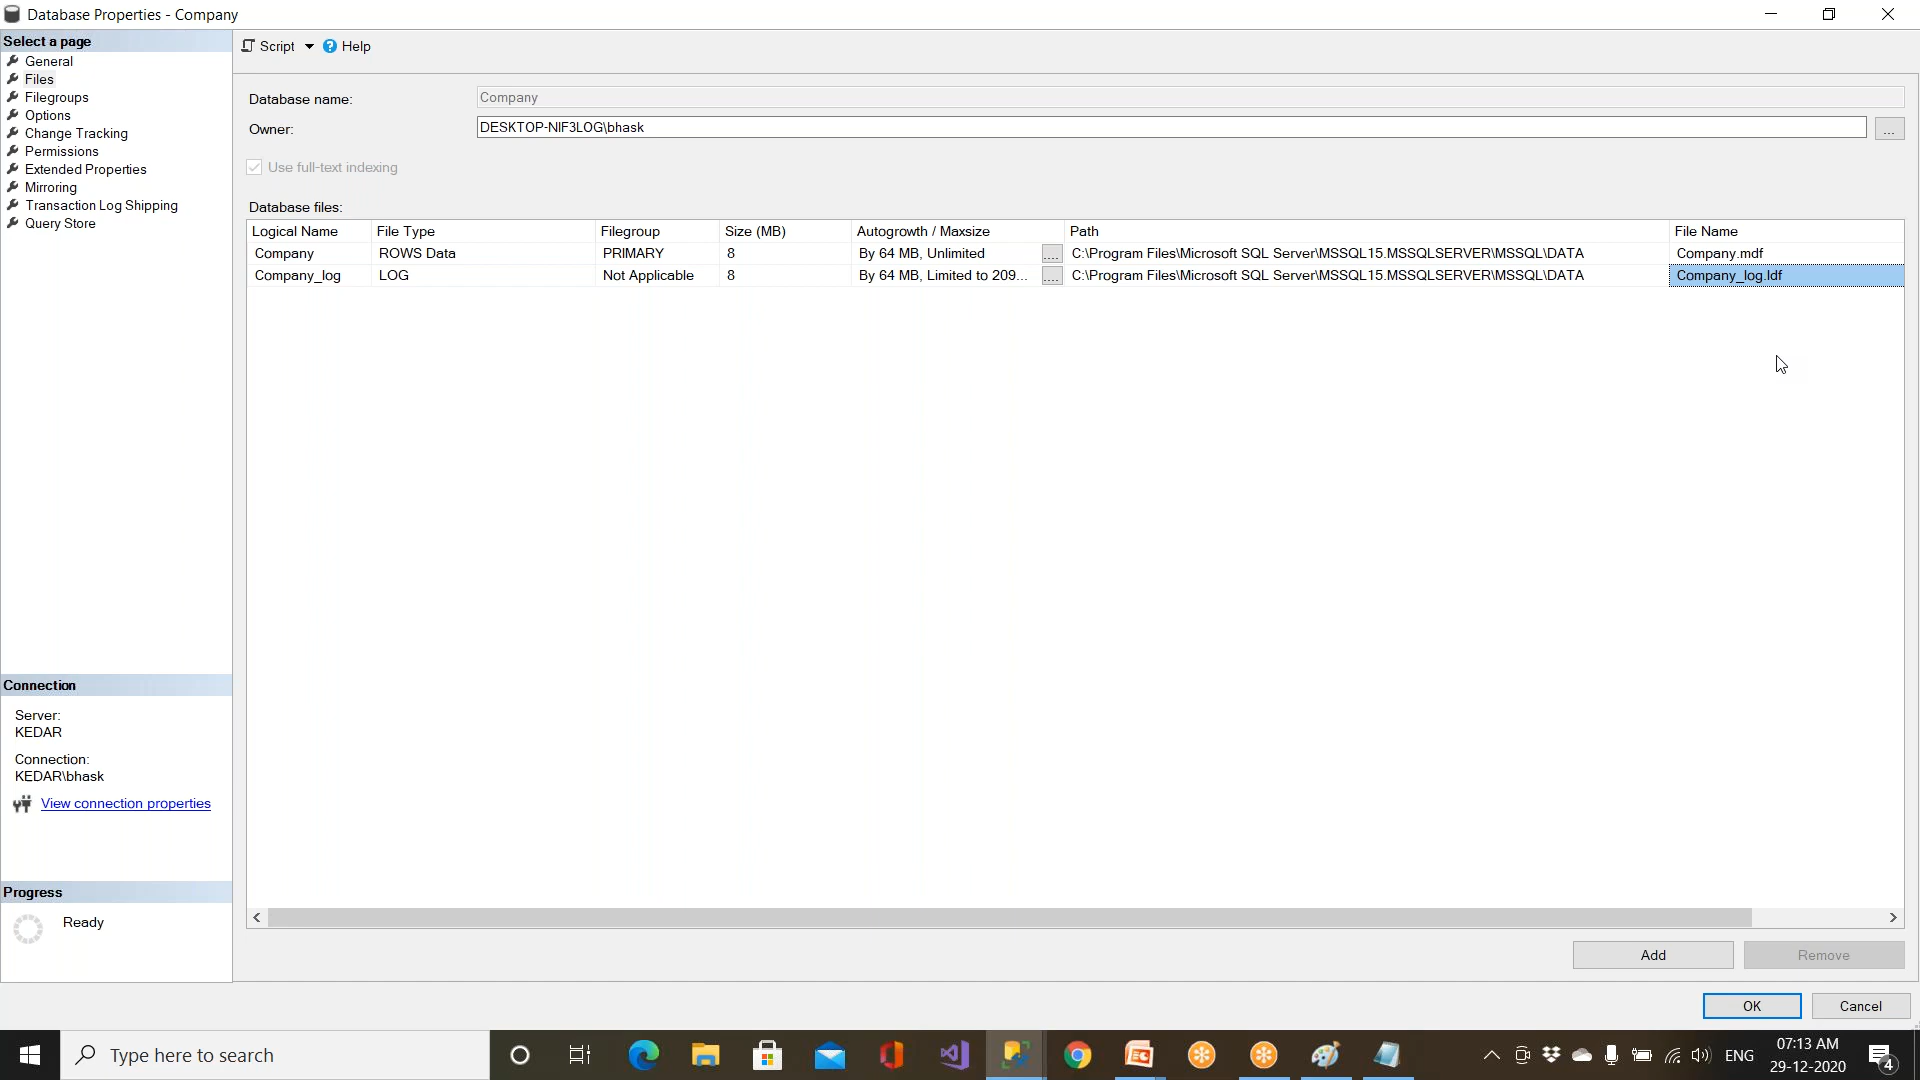 Database Properties - Company
Select a page
Script Help
General
Files
Filegroups
Options
Change Tracking
Permissions
Extended Properties
Mirroring
Transaction Log Shipping
Query Store
Database name: Company
Owner: DESKTOP-NIF3LOG\bhask ...
Use full-text indexing
Database files:
Logical Name File Type Filegroup Size (MB) Autogrowth / Maxsize Path File Name
Company ROWS Data PRIMARY 8 By 64 MB, Unlimited .... C:\Program Files\Microsoft SQL Server\MSSQL15.MSSQLSERVER\MSSQL\DATA Company.mdf
Company_log LOG Not Applicable 8 By 64 MB, Limited to 209... .... C:\Program Files\Microsoft SQL Server\MSSQL15.MSSQLSERVER\MSSQL\DATA Company_log.ldf
Connection
Server:
KEDAR
Connection:
KEDAR\bhask
View connection properties
Progress
Ready
Add Remove
OK Cancel
Type here to search
ENG
07:13 AM
29-12-2020
4